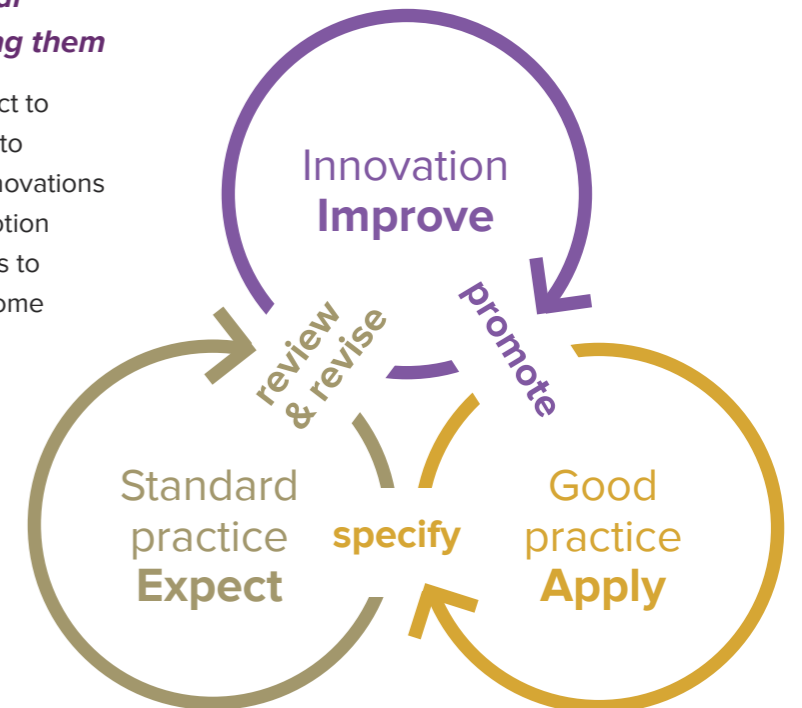 ng them
ct to
to
novations
otion
s to
ome
Innovation
Improve
promote
review
& revise
Standard
practice
Expect
specify
Good
practice
Apply